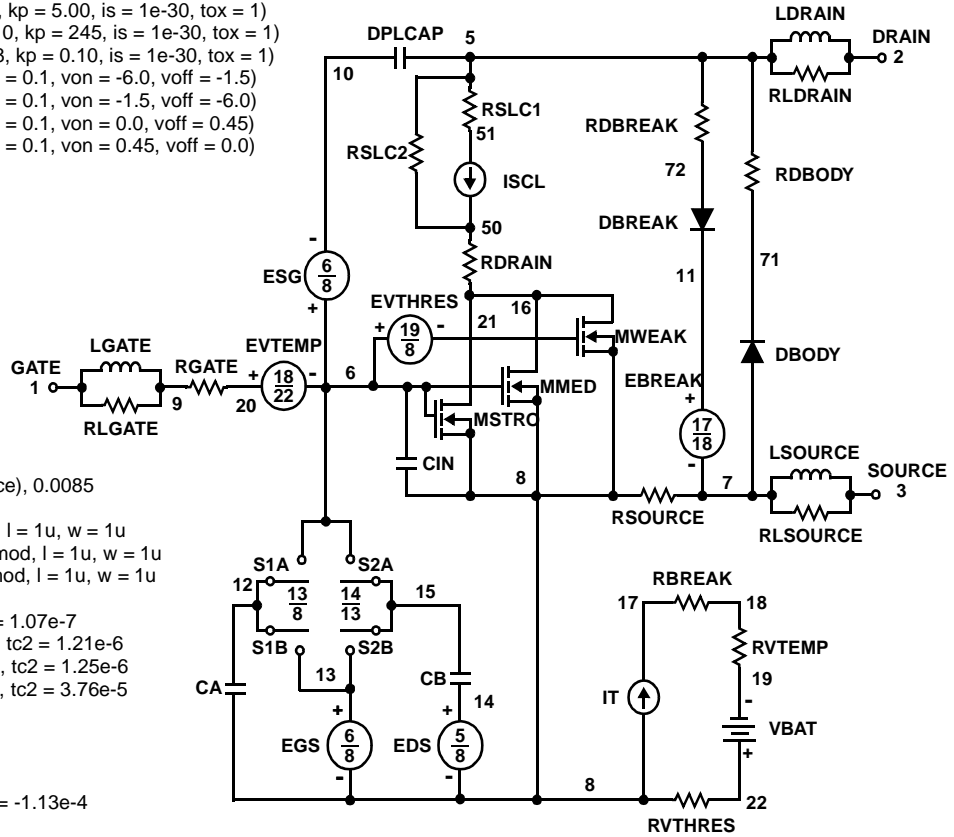 , kp = 5.00, is = 1e-30, tox = 1)
0, kp = 245, is = 1e-30, tox = 1)
3, kp = 0.10, is = 1e-30, tox = 1)
= 0.1, von = -6.0, voff = -1.5)
= 0.1, von = -1.5, voff = -6.0)
= 0.1, von = 0.0, voff = 0.45)
= 0.1, von = 0.45, voff = 0.0)
DPLCAP
5
10
LDRAIN
DRAIN
2
RLDRAIN
RSLC1
51
RSLC2
ISCL
50
RDRAIN
RDBREAK
72
DBREAK
11
RDBODY
71
DBODY
-
ESG
6
8
+
EVTHRES
+
19
8
-
21
16
MWEAK
MMED
MSTRO
EBREAK
+
17
18
-
GATE
1
LGATE
RLGATE
9
RGATE
20
EVTEMP
+
18
22
-
6
CIN
8
RSOURCE
7
LSOURCE
SOURCE
3
RLSOURCE
ce), 0.0085
l = 1u, w = 1u
nod, l = 1u, w = 1u
od, l = 1u, w = 1u
= 1.07e-7
, tc2 = 1.21e-6
, tc2 = 1.25e-6
, tc2 = 3.76e-5
= -1.13e-4
S1A
S2A
12
13
8
14
13
15
S1B
S2B
13
CA
CB
14
+
EGS
6
8
-
+
EDS
5
8
-
8
RBREAK
17
18
RVTEMP
19
IT
-
VBAT
+
22
RVTHRES